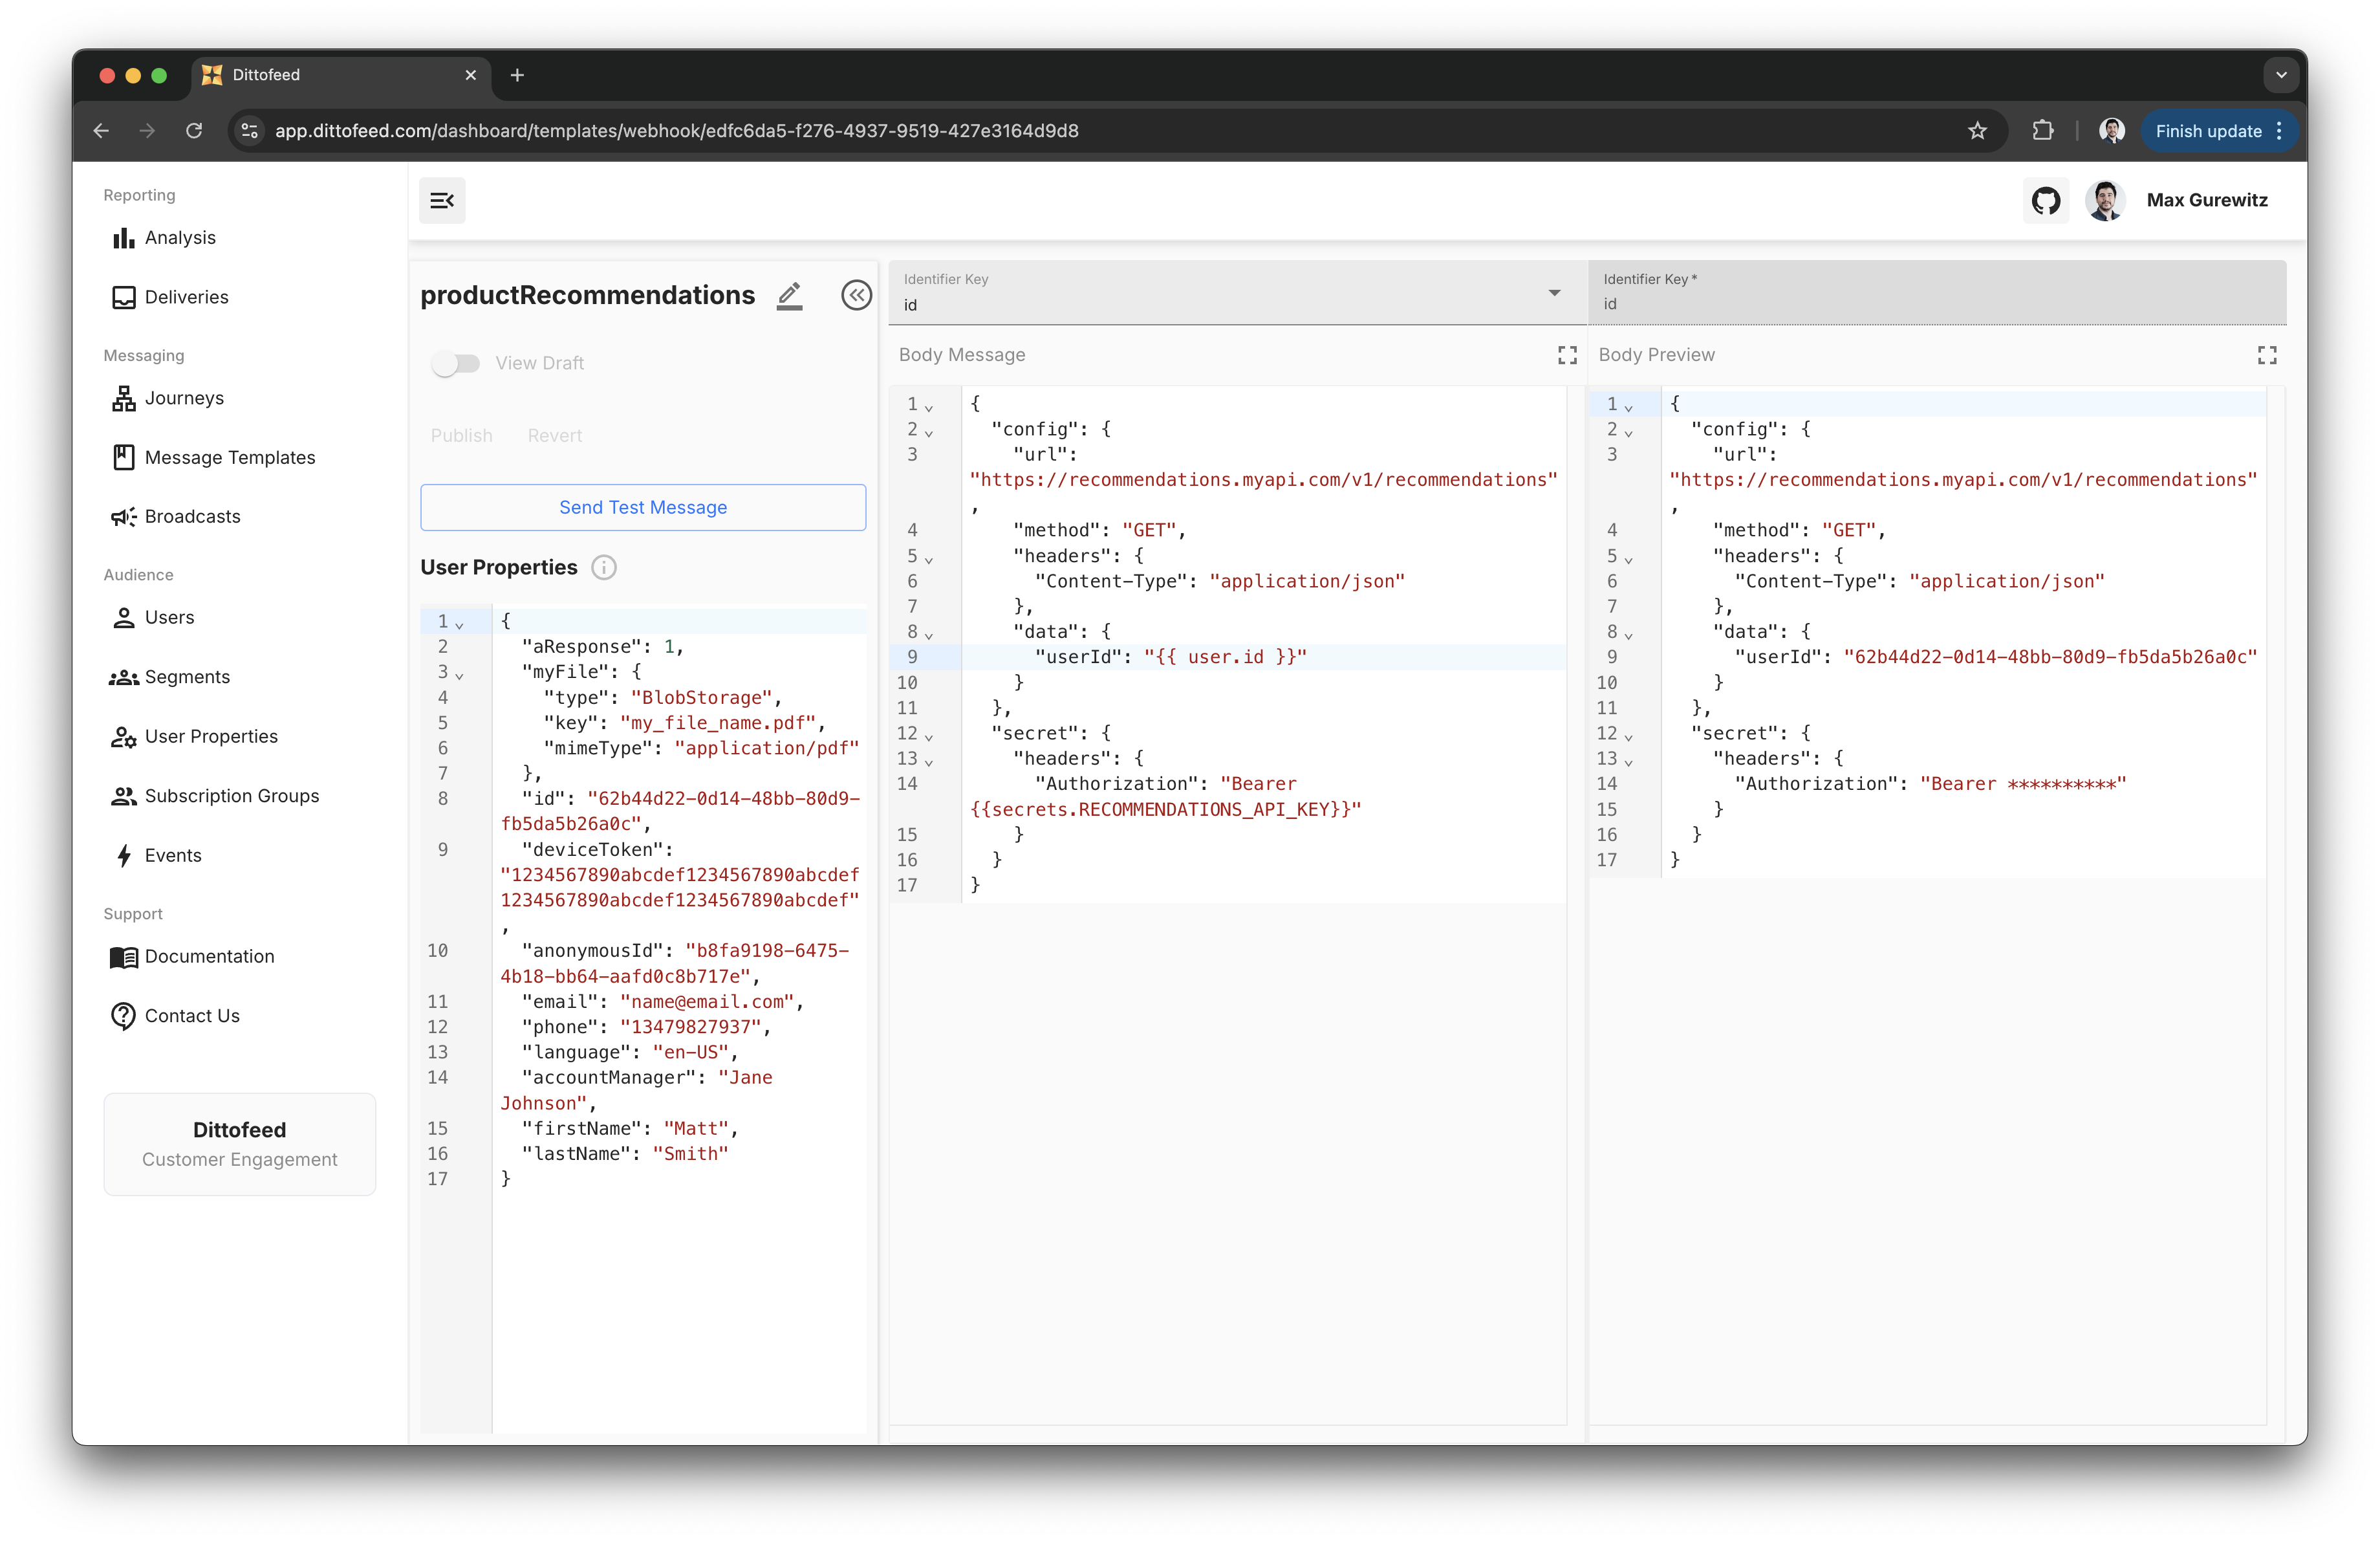 Dittofeed
app.dittofeed.com/dashboard/templates/webhook/edfc6da5-f276-4937-9519-427e3164d9d8
Finish update
Reporting
Analysis
Deliveries
Messaging
Journeys
Message Templates
Broadcasts
Audience
Users
Segments
User Properties
Subscription Groups
Events
Support
Documentation
Contact Us
Dittofeed
Customer Engagement
Max Gurewitz
productRecommendations
View Draft
Publish Revert
Send Test Message
User Properties
1 {
2 "aResponse": 1,
3 "myFile": {
4 "type": "BlobStorage",
5 "key": "my_file_name.pdf",
6 "mimeType": "application/pdf"
7 },
8 "id": "62b44d22-0d14-48bb-80d9-
fb5da5b26a0c",
9 "deviceToken":
"1234567890abcdef1234567890abcdef
1234567890abcdef1234567890abcdef"
,
10 "anonymousId": "b8fa9198-6475-
4b18-bb64-aafd0c8b717e",
11 "email": "name@email.com",
12 "phone": "13479827937",
13 "language": "en-US",
14 "accountManager": "Jane
Johnson",
15 "firstName": "Matt",
16 "lastName": "Smith"
17 }
Identifier Key
id
Body Message
1 {
2 "config": {
3 "url":
"https://recommendations.myapi.com/v1/recommendations"
,
4 "method": "GET",
5 "headers": {
6 "Content-Type": "application/json"
7 },
8 "data": {
9 "userId": "{{ user.id }}"
10 }
11 },
12 "secret": {
13 "headers": {
14 "Authorization": "Bearer
{{secrets.RECOMMENDATIONS_API_KEY}}"
15 }
16 }
17 }
Identifier Key *
id
Body Preview
1 {
2 "config": {
3 "url":
"https://recommendations.myapi.com/v1/recommendations"
,
4 "method": "GET",
5 "headers": {
6 "Content-Type": "application/json"
7 },
8 "data": {
9 "userId": "62b44d22-0d14-48bb-80d9-fb5da5b26a0c"
10 }
11 },
12 "secret": {
13 "headers": {
14 "Authorization": "Bearer **********"
15 }
16 }
17 }